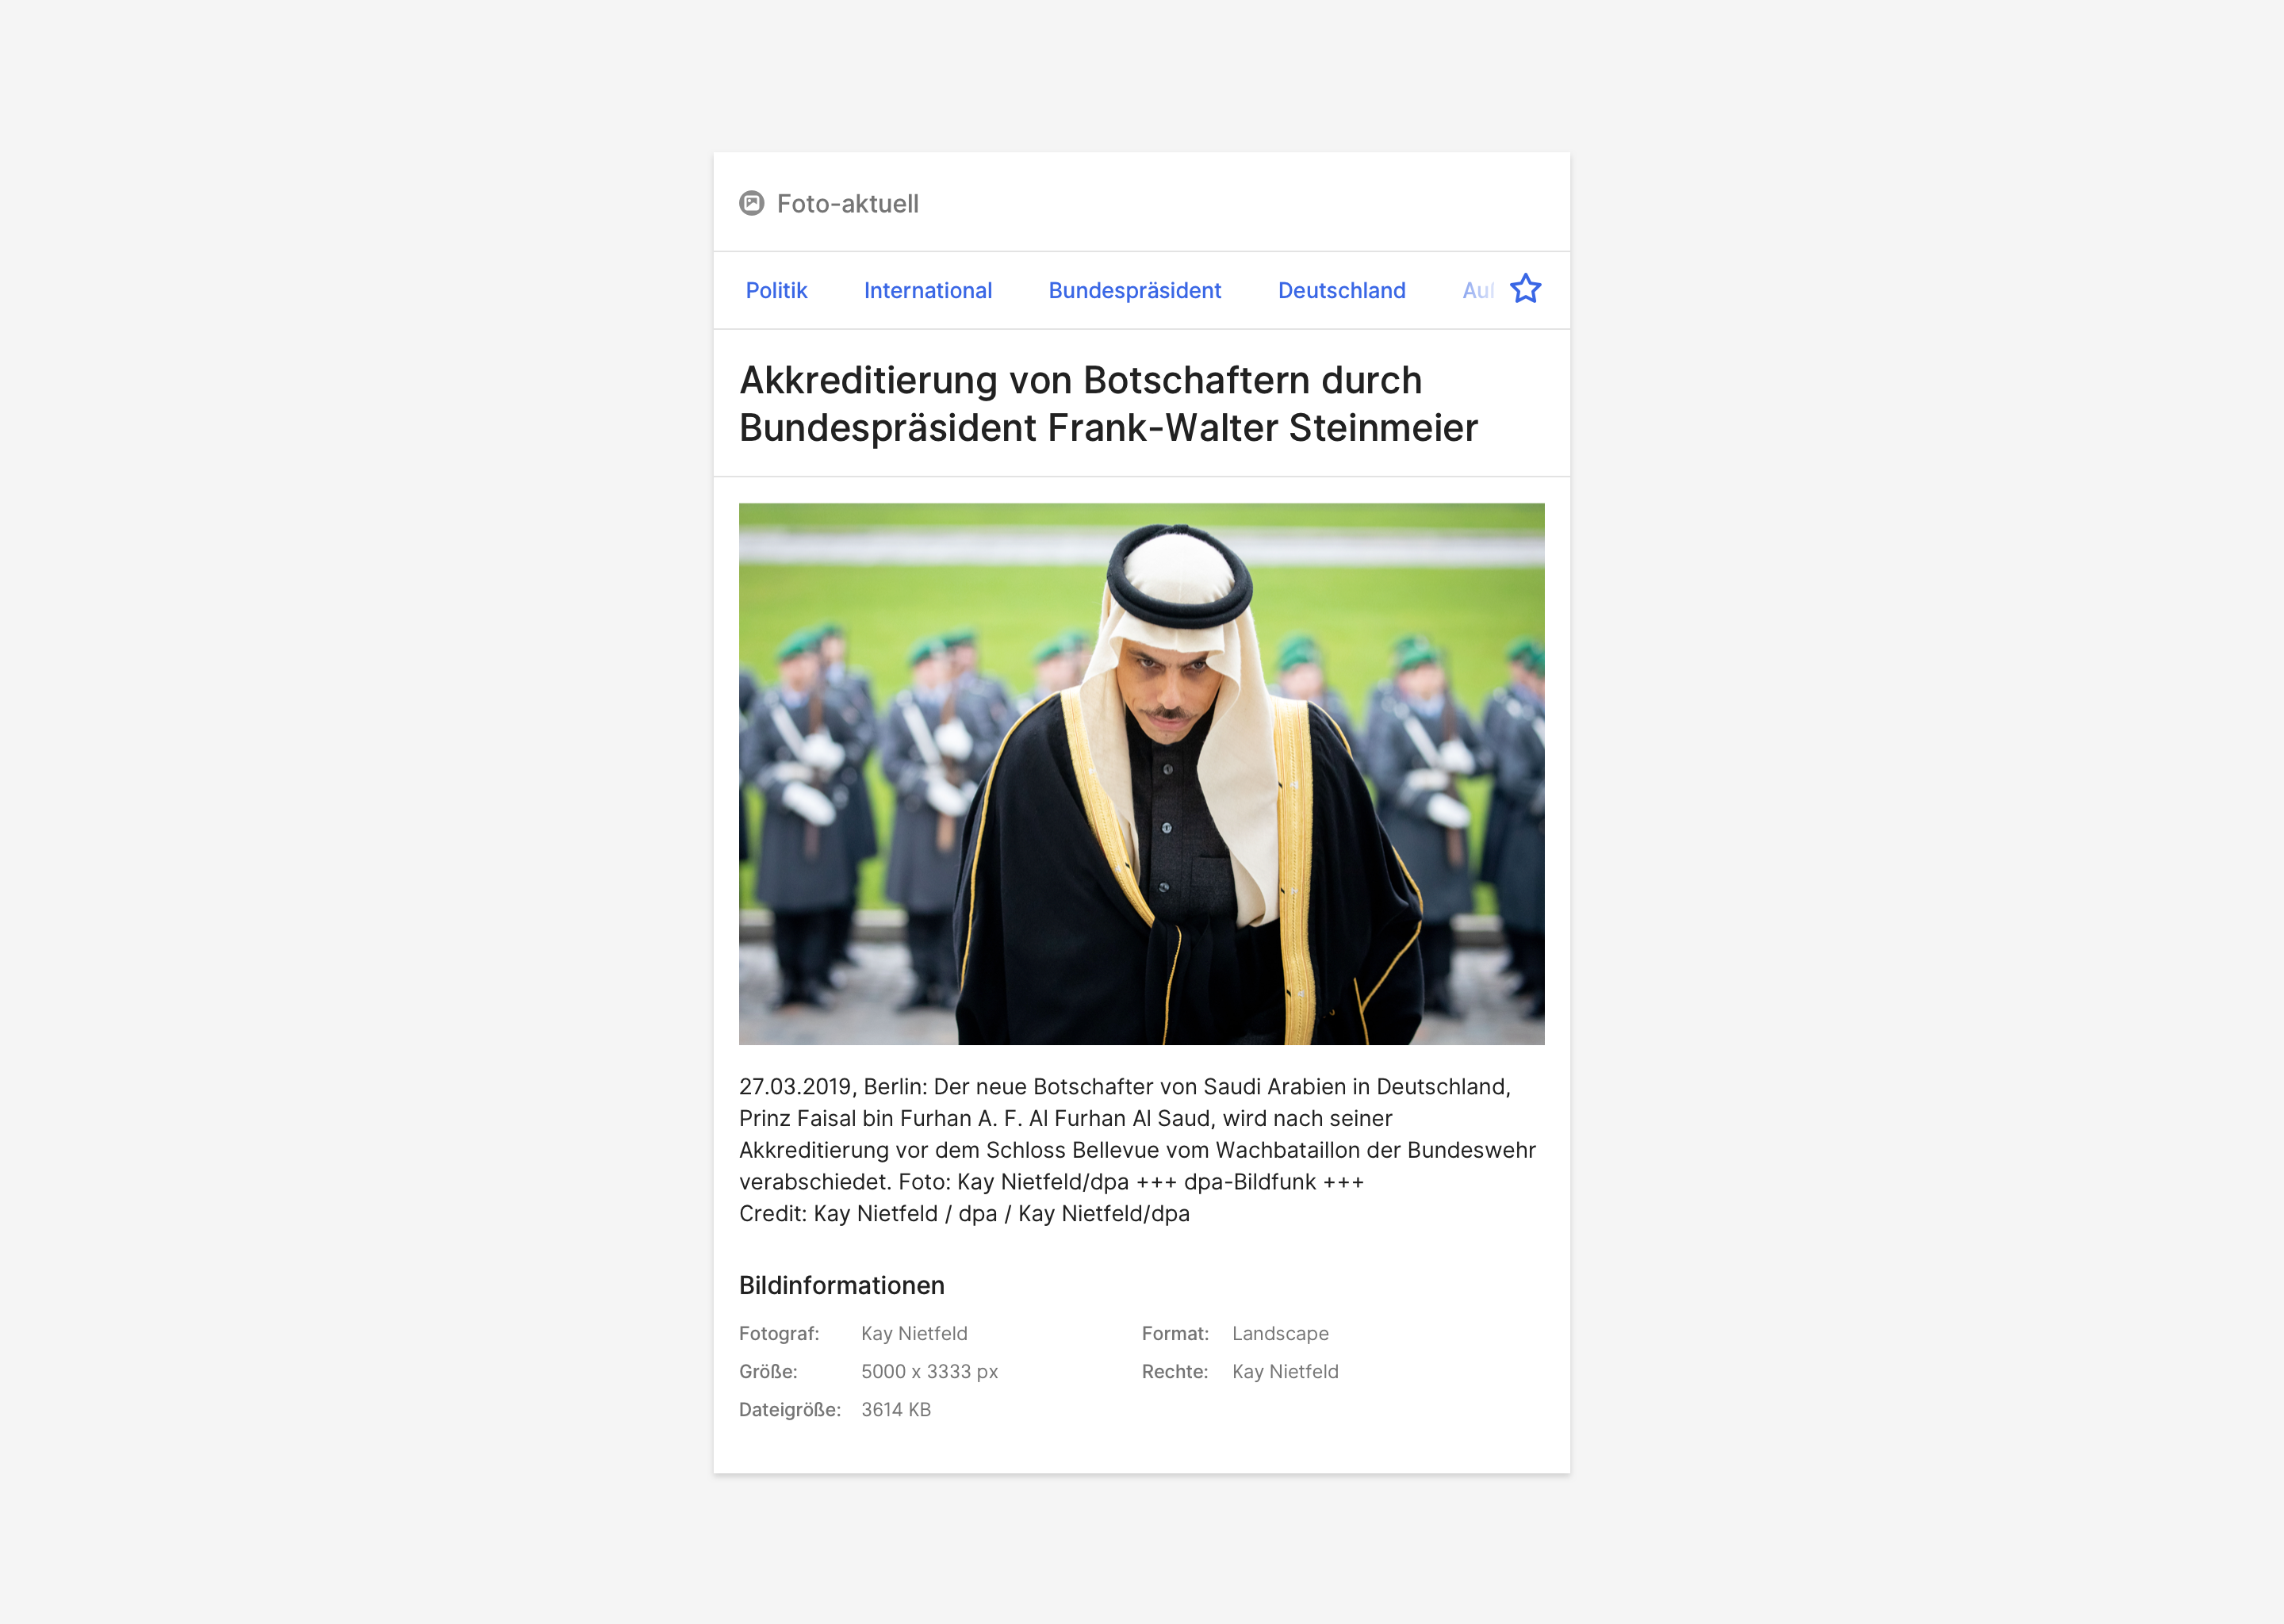 Foto-aktuell
Politik International Bundespräsident Deutschland
Akkreditierung von Botschaftern durch
Bundespräsident Frank-Walter Steinmeier
27.03.2019, Berlin: Der neue Botschafter von Saudi Arabien in Deutschland,
Prinz Faisal bin Furhan A. F. Al Furhan Al Saud, wird nach seiner
Akkreditierung vor dem Schloss Bellevue vom Wachbataillon der Bundeswehr
verabschiedet. Foto: Kay Nietfeld/dpa +++ dpa-Bildfunk +++
Credit: Kay Nietfeld / dpa / Kay Nietfeld/dpa
Bildinformationen
Fotograf: Kay Nietfeld Format: Landscape
Größe: 5000 x 3333 px Rechte: Kay Nietfeld
Dateigröße: 3614 KB